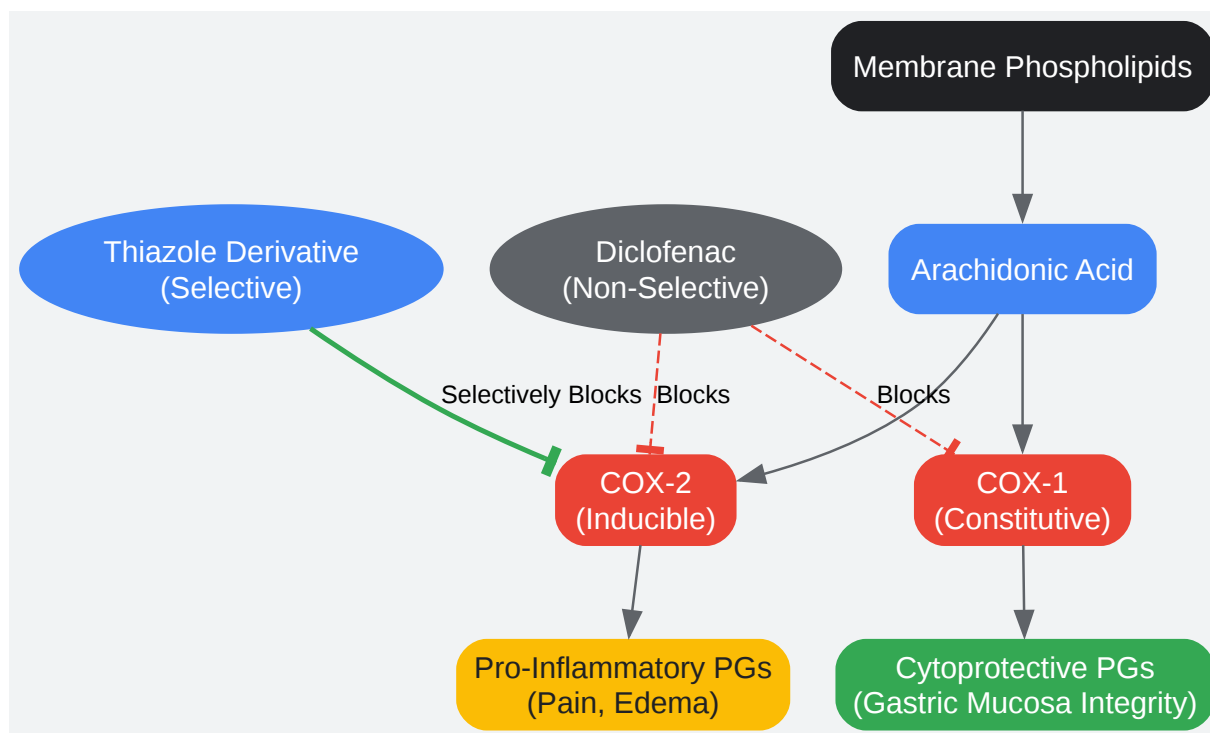 Membrane Phospholipids
Thiazole Derivative
(Selective)
Diclofenac
(Non-Selective)
Arachidonic Acid
Selectively Blocks
Blocks
Blocks
COX-2
(Inducible)
COX-1
(Constitutive)
Pro-Inflammatory PGs
(Pain, Edema)
Cytoprotective PGs
(Gastric Mucosa Integrity)